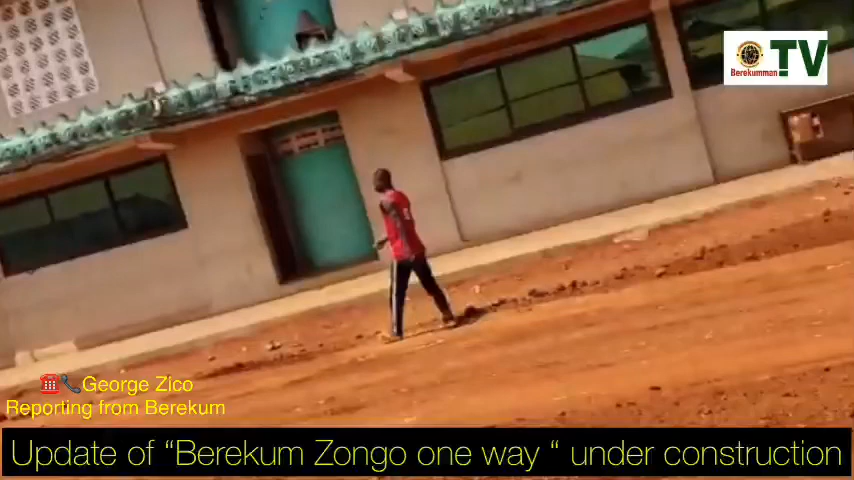 Berekumman TV
☎️📞George Zico
Reporting from Berekum
Update of “Berekum Zongo one way “ under construction